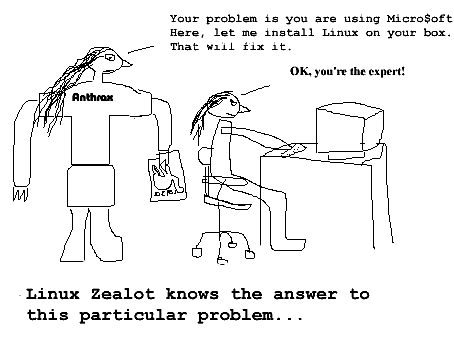 Your problem is you are using Micro$oft
Here, let me install Linux on your box.
That will fix it.
OK, you're the expert!
Anthrax
Linux Zealot knows the answer to
this particular problem...